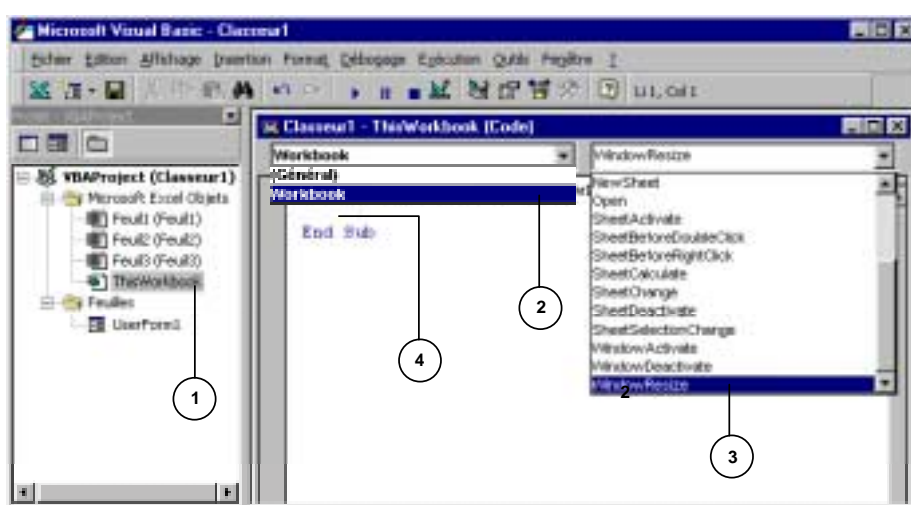 Microsoft Visual Basic - Classeur1
Fichier Edition Affichage Insertion Format Débogage Exécution Outils Fenêtre ?
Li 1, Col 1
Classeur1 - ThisWorkbook (Code)
Workbook
WindowResize
(Général)
Workbook
End Sub
NewSheet
Open
SheetActivate
SheetBeforeDoubleClick
SheetBeforeRightClick
SheetCalculate
SheetChange
SheetDeactivate
SheetSelectionChange
WindowActivate
WindowDeactivate
WindowResize
VBAProject (Classeur1)
Microsoft Excel Objets
Feuil1 (Feuil1)
Feuil2 (Feuil2)
Feuil3 (Feuil3)
ThisWorkbook
Feuilles
UserForm1
1
2
4
2
3